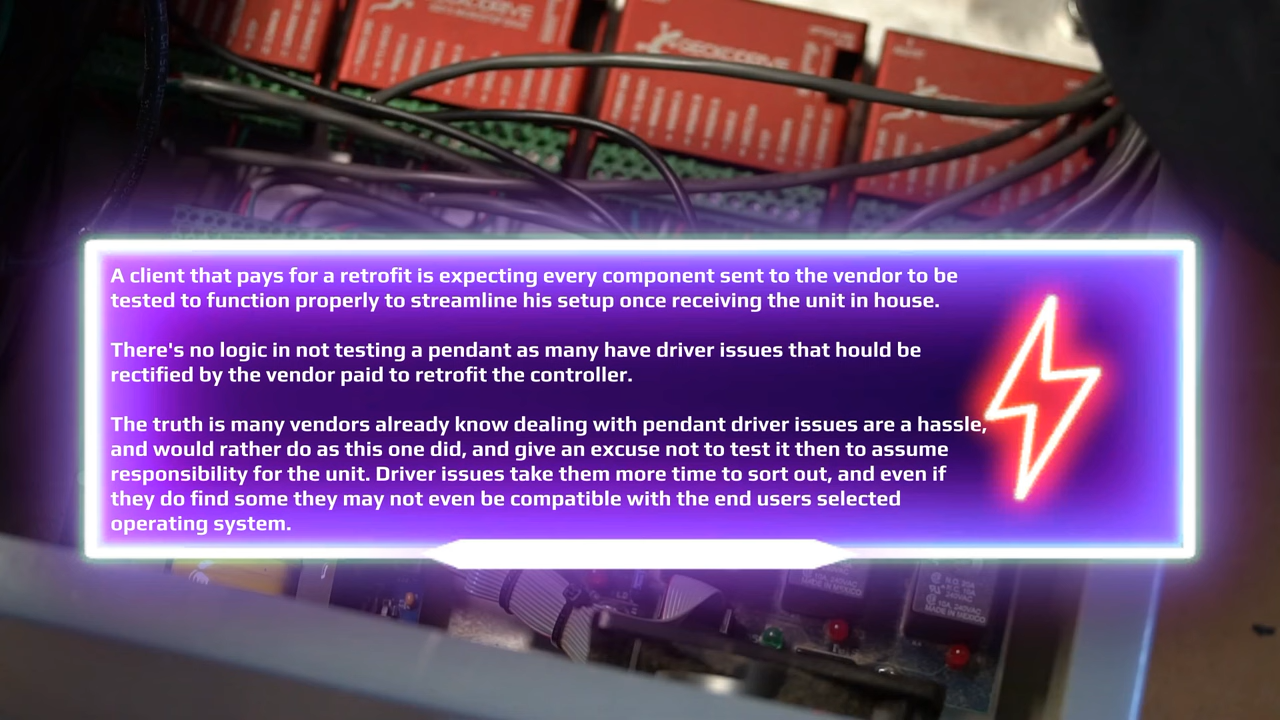 GECKODRIVE
A client that pays for a retrofit is expecting every component sent to the vendor to be
tested to function properly to streamline his setup once receiving the unit in house.
There's no logic in not testing a pendant as many have driver issues that hould be
rectified by the vendor paid to retrofit the controller.
The truth is many vendors already know dealing with pendant driver issues are a hassle,
and would rather do as this one did, and give an excuse not to test it then to assume
responsibility for the unit. Driver issues take them more time to sort out, and even if
they do find some they may not even be compatible with the end users selected
operating system.
MADE IN MEXICO